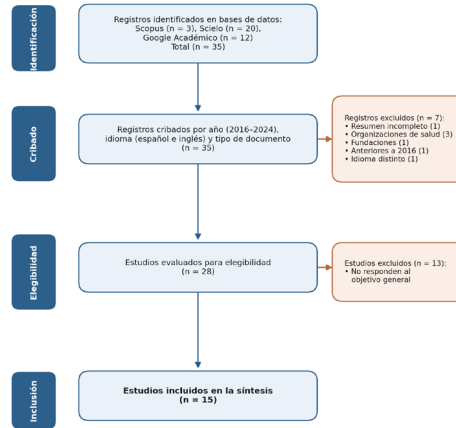 Identificación
Registros identificados en bases de datos:
Scopus (n = 3), Scielo (n = 20),
Google Académico (n = 12)
Total (n = 35)
Cribado
Registros cribados por año (2016–2024),
idioma (español e inglés) y tipo de documento
(n = 35)
Registros excluidos (n = 7):
• Resumen incompleto (1)
• Organizaciones de salud (3)
• Fundaciones (1)
• Anteriores a 2016 (1)
• Idioma distinto (1)
Elegibilidad
Estudios evaluados para elegibilidad
(n = 28)
Estudios excluidos (n = 13):
• No responden al
objetivo general
Inclusión
Estudios incluidos en la síntesis
(n = 15)